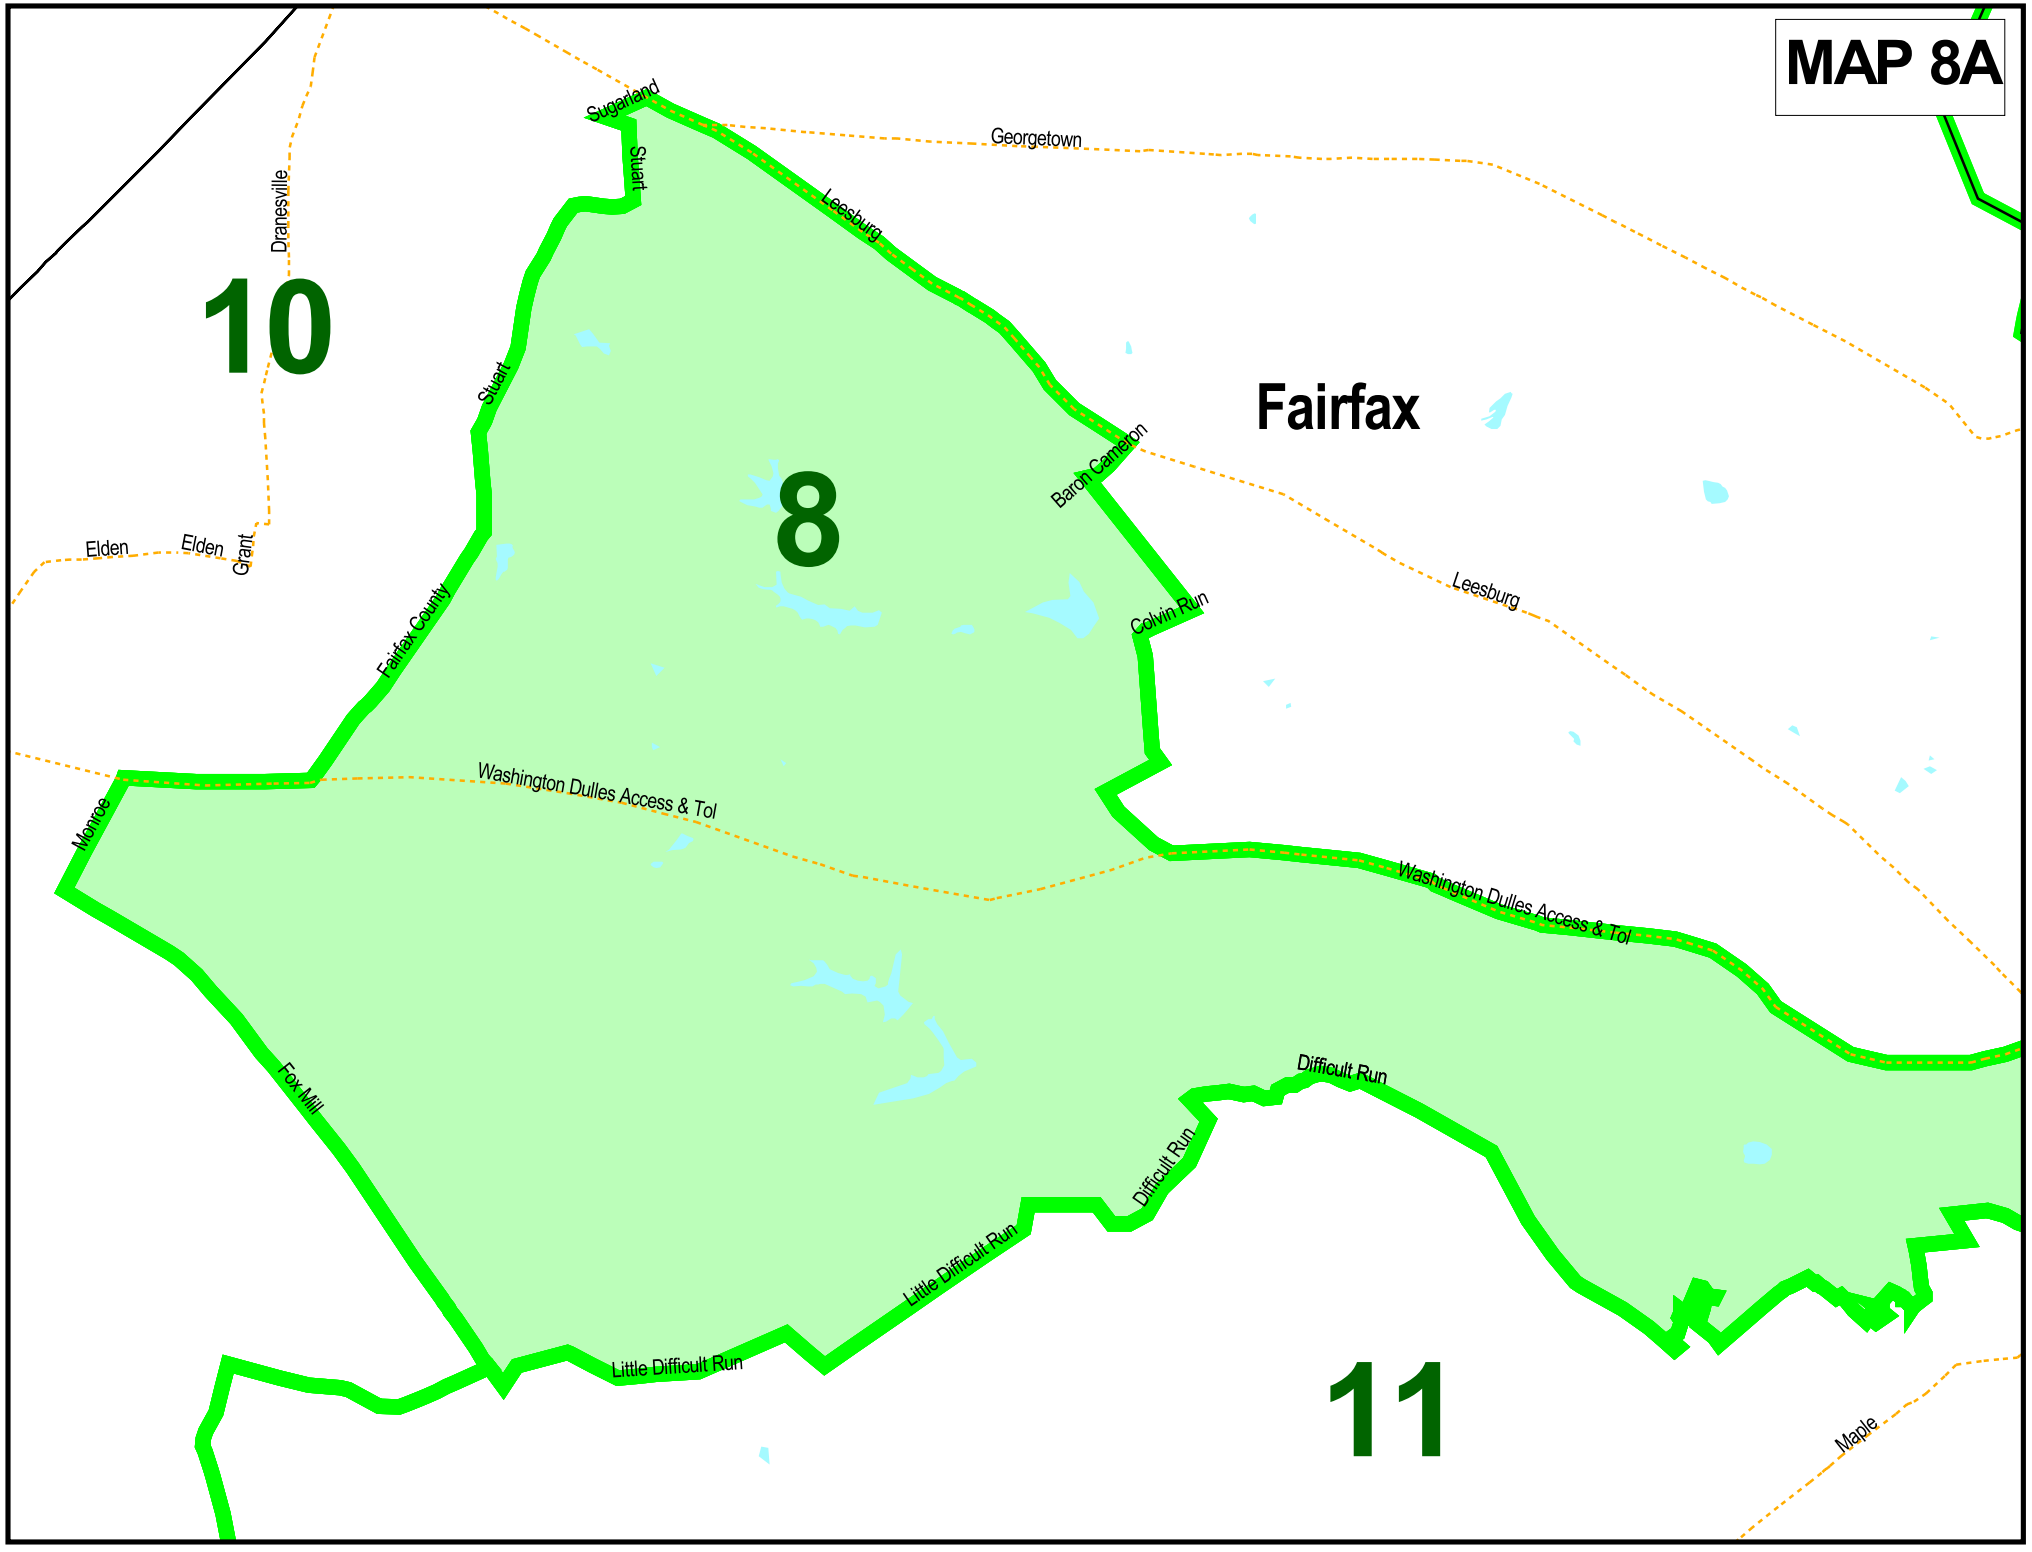 MAP 8A
Sugarland
Georgetown
Stuart
Dranesville
Leesburg
10
Stuart
Fairfax
Baron Cameron
8
Elden
Elden
Grant
Leesburg
Colvin Run
Fairfax County
Washington Dulles Access & Tol
Monroe
Washington Dulles Access & Tol
Fox Mill
Difficult Run
Difficult Run
Little Difficult Run
Little Difficult Run
11
Maple